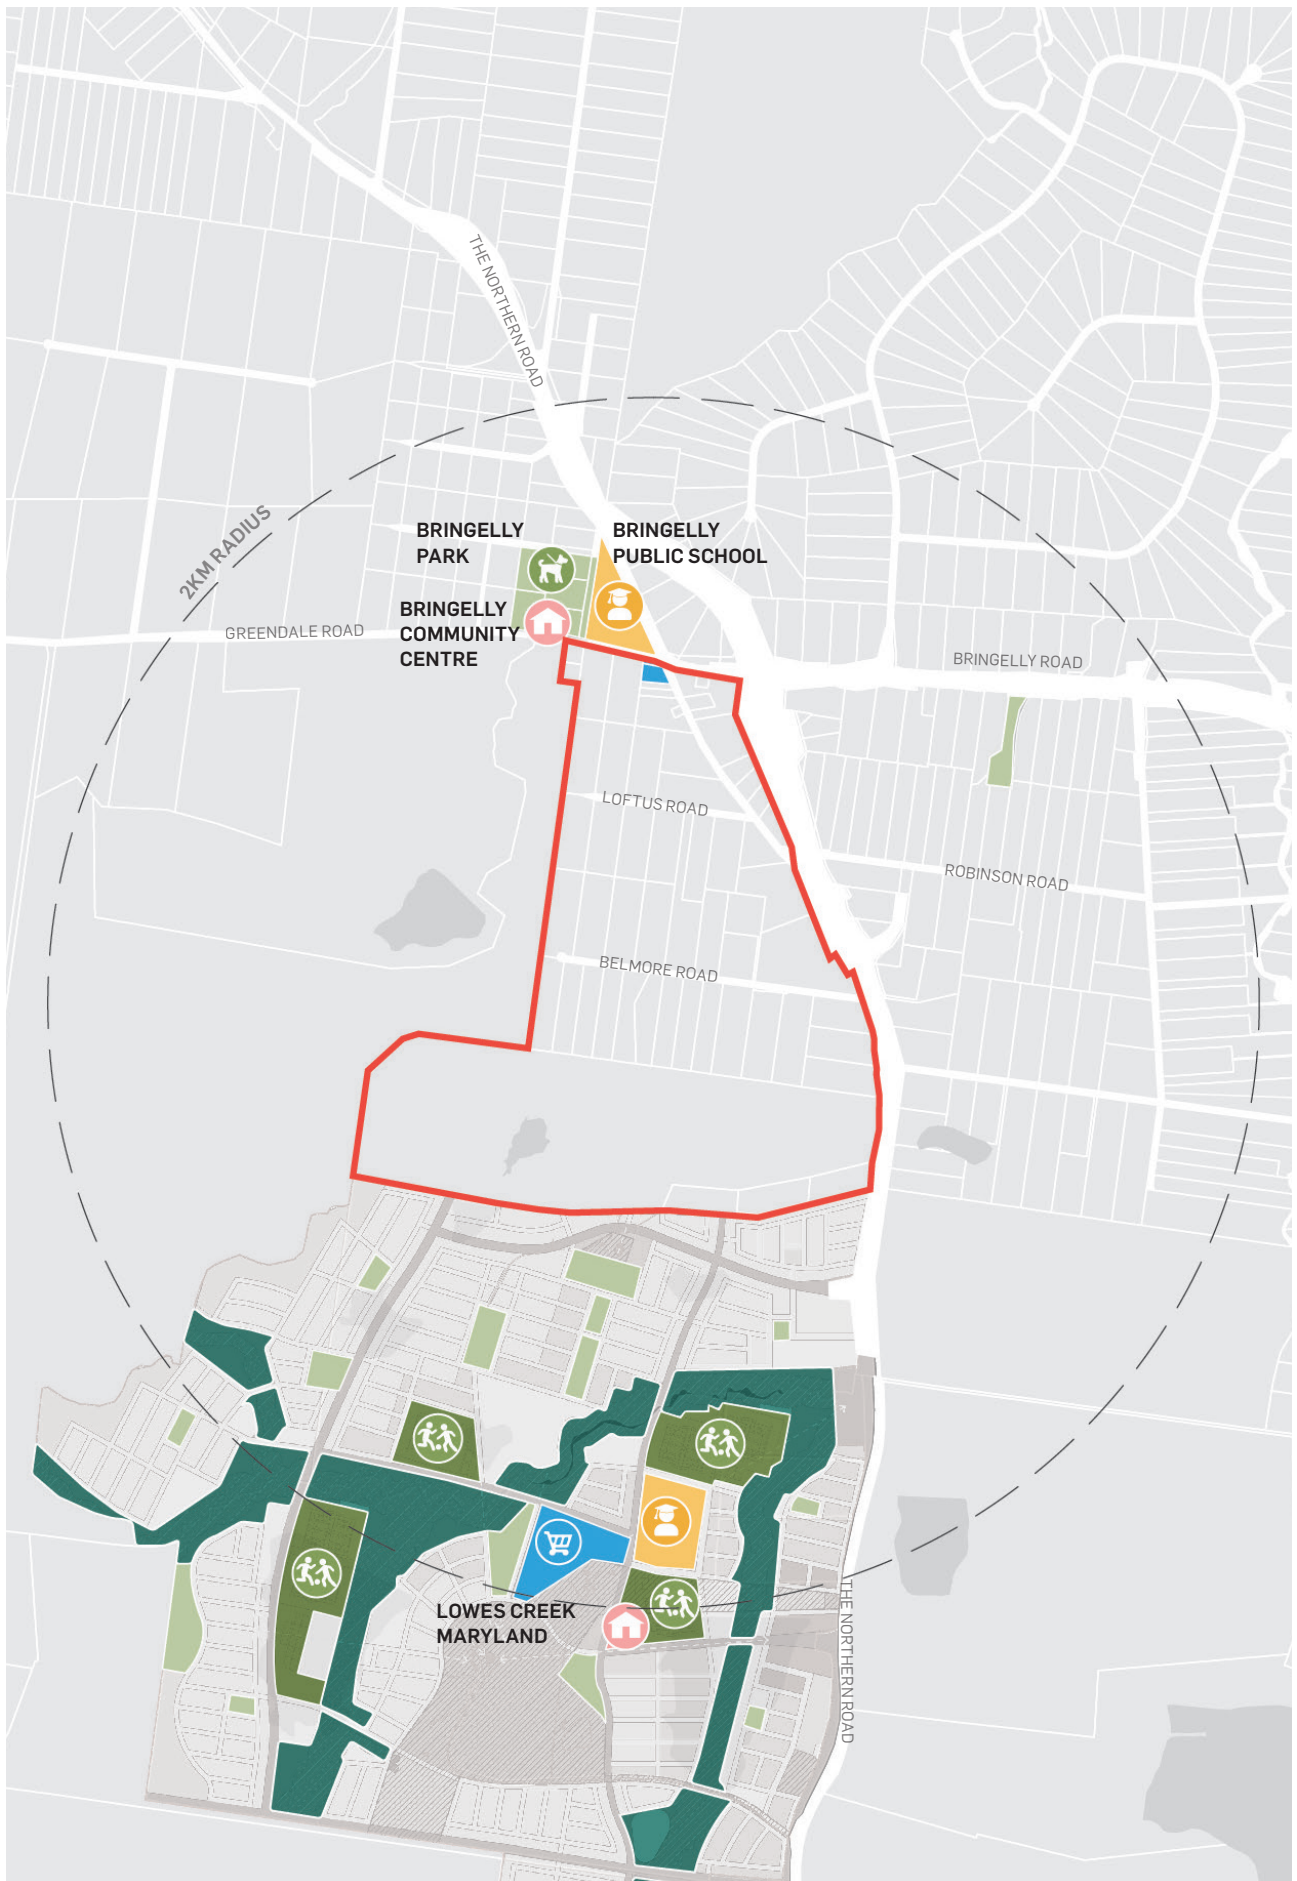 THE NORTHERN ROAD
2KM RADIUS
BRINGELLY
PARK
BRINGELLY
PUBLIC SCHOOL
BRINGELLY
COMMUNITY
CENTRE
GREENDALE ROAD
BRINGELLY ROAD
LOFTUS ROAD
ROBINSON ROAD
BELMORE ROAD
LOWES CREEK
MARYLAND
THE NORTHERN ROAD